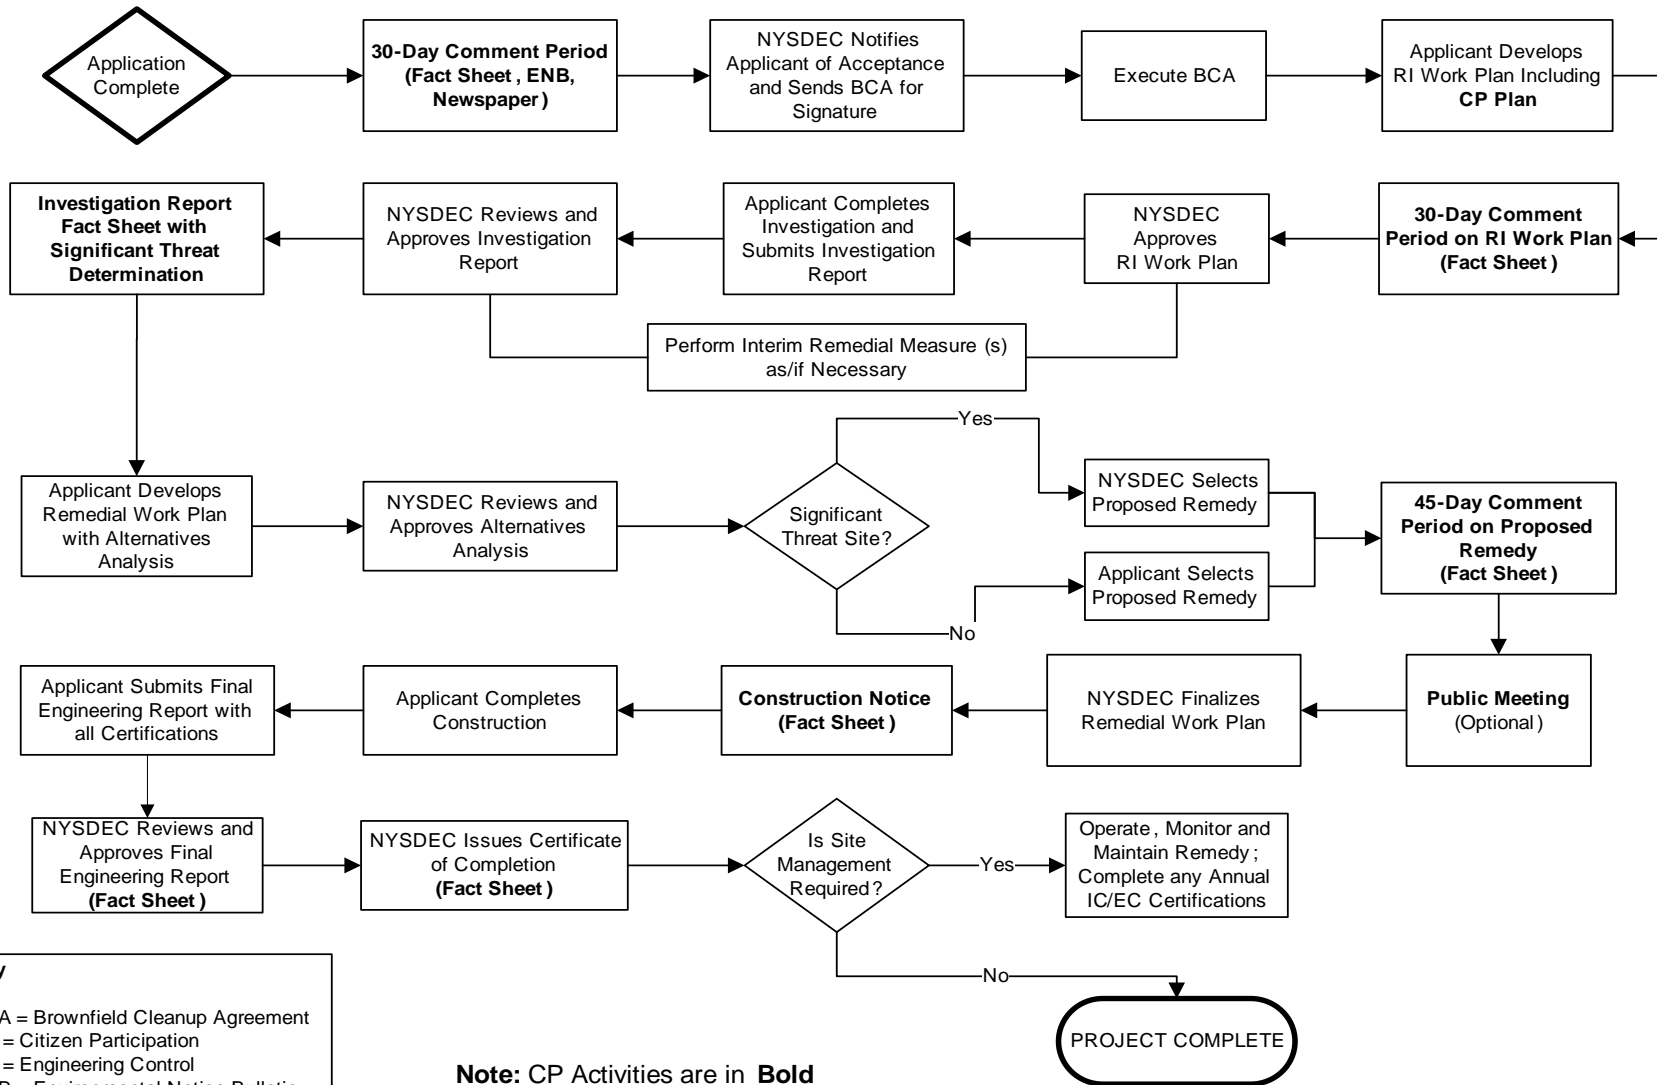 Application
Complete
30-Day Comment Period
(Fact Sheet, ENB,
Newspaper)
NYSDEC Notifies
Applicant of Acceptance
and Sends BCA for
Signature
Execute BCA
Applicant Develops
RI Work Plan Including
CP Plan
Investigation Report
Fact Sheet with
Significant Threat
Determination
NYSDEC Reviews and
Approves Investigation
Report
Applicant Completes
Investigation and
Submits Investigation
Report
NYSDEC
Approves
RI Work Plan
30-Day Comment
Period on RI Work Plan
(Fact Sheet)
Perform Interim Remedial Measure (s)
as/if Necessary
Applicant Develops
Remedial Work Plan
with Alternatives
Analysis
NYSDEC Reviews and
Approves Alternatives
Analysis
Significant
Threat Site?
Yes
No
NYSDEC Selects
Proposed Remedy
Applicant Selects
Proposed Remedy
45-Day Comment
Period on Proposed
Remedy
(Fact Sheet)
Applicant Submits Final
Engineering Report with
all Certifications
Applicant Completes
Construction
Construction Notice
(Fact Sheet)
NYSDEC Finalizes
Remedial Work Plan
Public Meeting
(Optional)
NYSDEC Reviews and
Approves Final
Engineering Report
(Fact Sheet)
NYSDEC Issues Certificate
of Completion
(Fact Sheet)
Is Site
Management
Required?
Yes
Operate, Monitor and
Maintain Remedy;
Complete any Annual
IC/EC Certifications
No
PROJECT COMPLETE
y
A = Brownfield Cleanup Agreement
= Citizen Participation
= Engineering Control
Note: CP Activities are in Bold